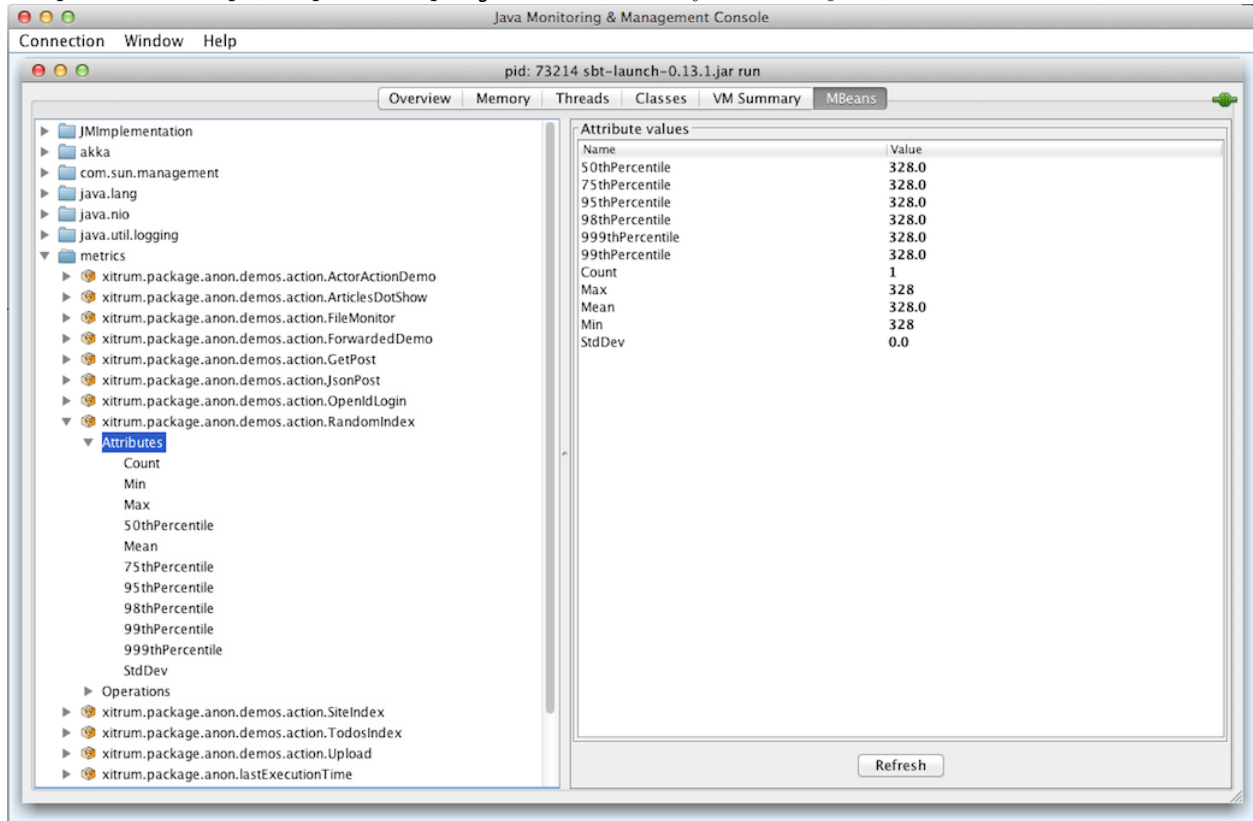 Java Monitoring & Management Console
Connection Window Help
pid: 73214 sbt-launch-0.13.1.jar run
Overview Memory Threads Classes VM Summary MBeans
JMImplementation
akka
com.sun.management
java.lang
java.nio
java.util.logging
metrics
xitrum.package.anon.demos.action.ActorActionDemo
xitrum.package.anon.demos.action.ArticlesDotShow
xitrum.package.anon.demos.action.FileMonitor
xitrum.package.anon.demos.action.ForwardedDemo
xitrum.package.anon.demos.action.GetPost
xitrum.package.anon.demos.action.JsonPost
xitrum.package.anon.demos.action.OpenIdLogin
xitrum.package.anon.demos.action.RandomIndex
Attributes
Count
Min
Max
50thPercentile
Mean
75thPercentile
95thPercentile
98thPercentile
99thPercentile
999thPercentile
StdDev
Operations
xitrum.package.anon.demos.action.SiteIndex
xitrum.package.anon.demos.action.TodosIndex
xitrum.package.anon.demos.action.Upload
xitrum.package.anon.lastExecutionTime
Attribute values
Name Value
50thPercentile 328.0
75thPercentile 328.0
95thPercentile 328.0
98thPercentile 328.0
999thPercentile 328.0
99thPercentile 328.0
Count 1
Max 328
Mean 328.0
Min 328
StdDev 0.0
Refresh